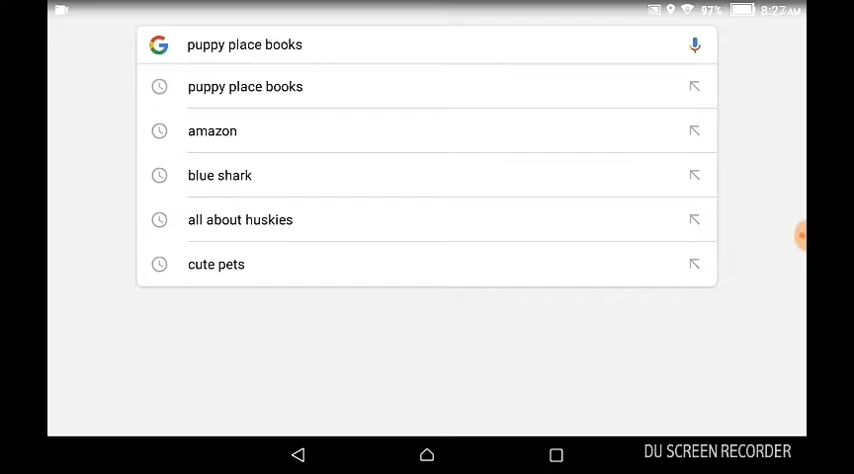 97% 8:27 AM
puppy place books
puppy place books
amazon
blue shark
all about huskies
cute pets
DU SCREEN RECORDER